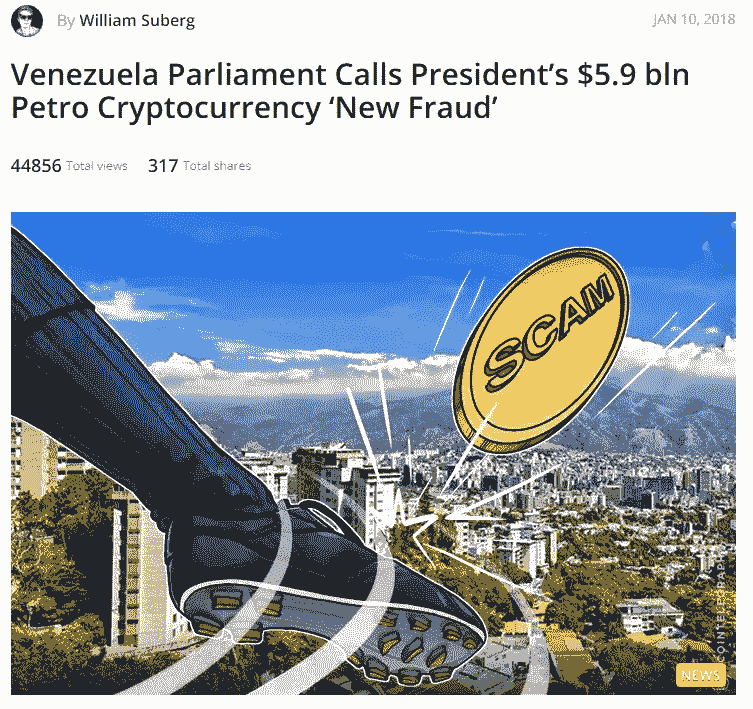 By William Suberg
JAN 10, 2018
Venezuela Parliament Calls President's $5.9 bln
Petro Cryptocurrency ‘New Fraud’
44856 Total views 317 Total shares
SCAM
COINTELEGRAPH
NEWS